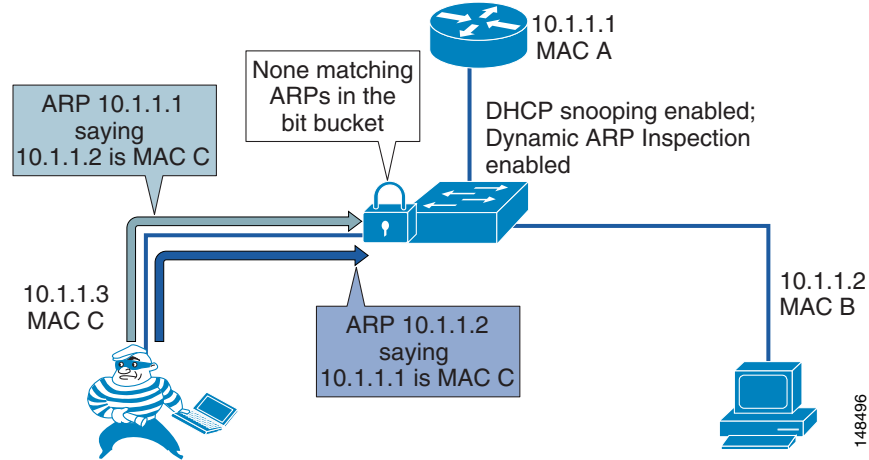 10.1.1.1
MAC A
None matching
ARPs in the
bit bucket
ARP 10.1.1.1
saying
10.1.1.2 is MAC C
DHCP snooping enabled;
Dynamic ARP Inspection
enabled
10.1.1.3
MAC C
ARP 10.1.1.2
saying
10.1.1.1 is MAC C
10.1.1.2
MAC B
148496